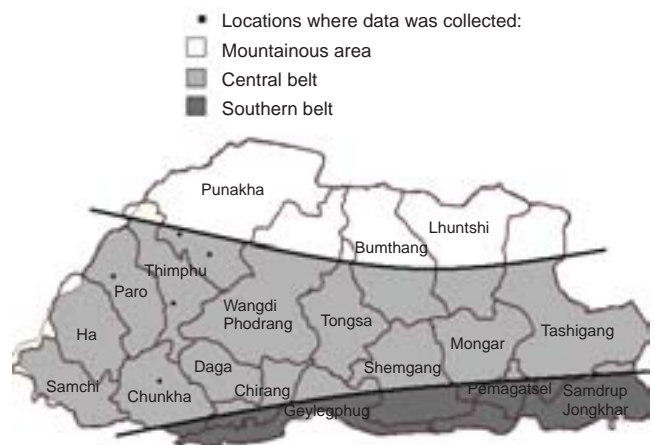 Locations where data was collected:
Mountainous area
Central belt
Southern belt
Punakha
Lhuntshi
Bumthang
Thimphu
Paro
Wangdi
Phodrang
Tongsa
Ha
Mongar
Tashigang
Daga
Shemgang
Samchi
Chunkha
Chirang
Pemagatsel
Samdrup
Jongkhar
Geylegphug